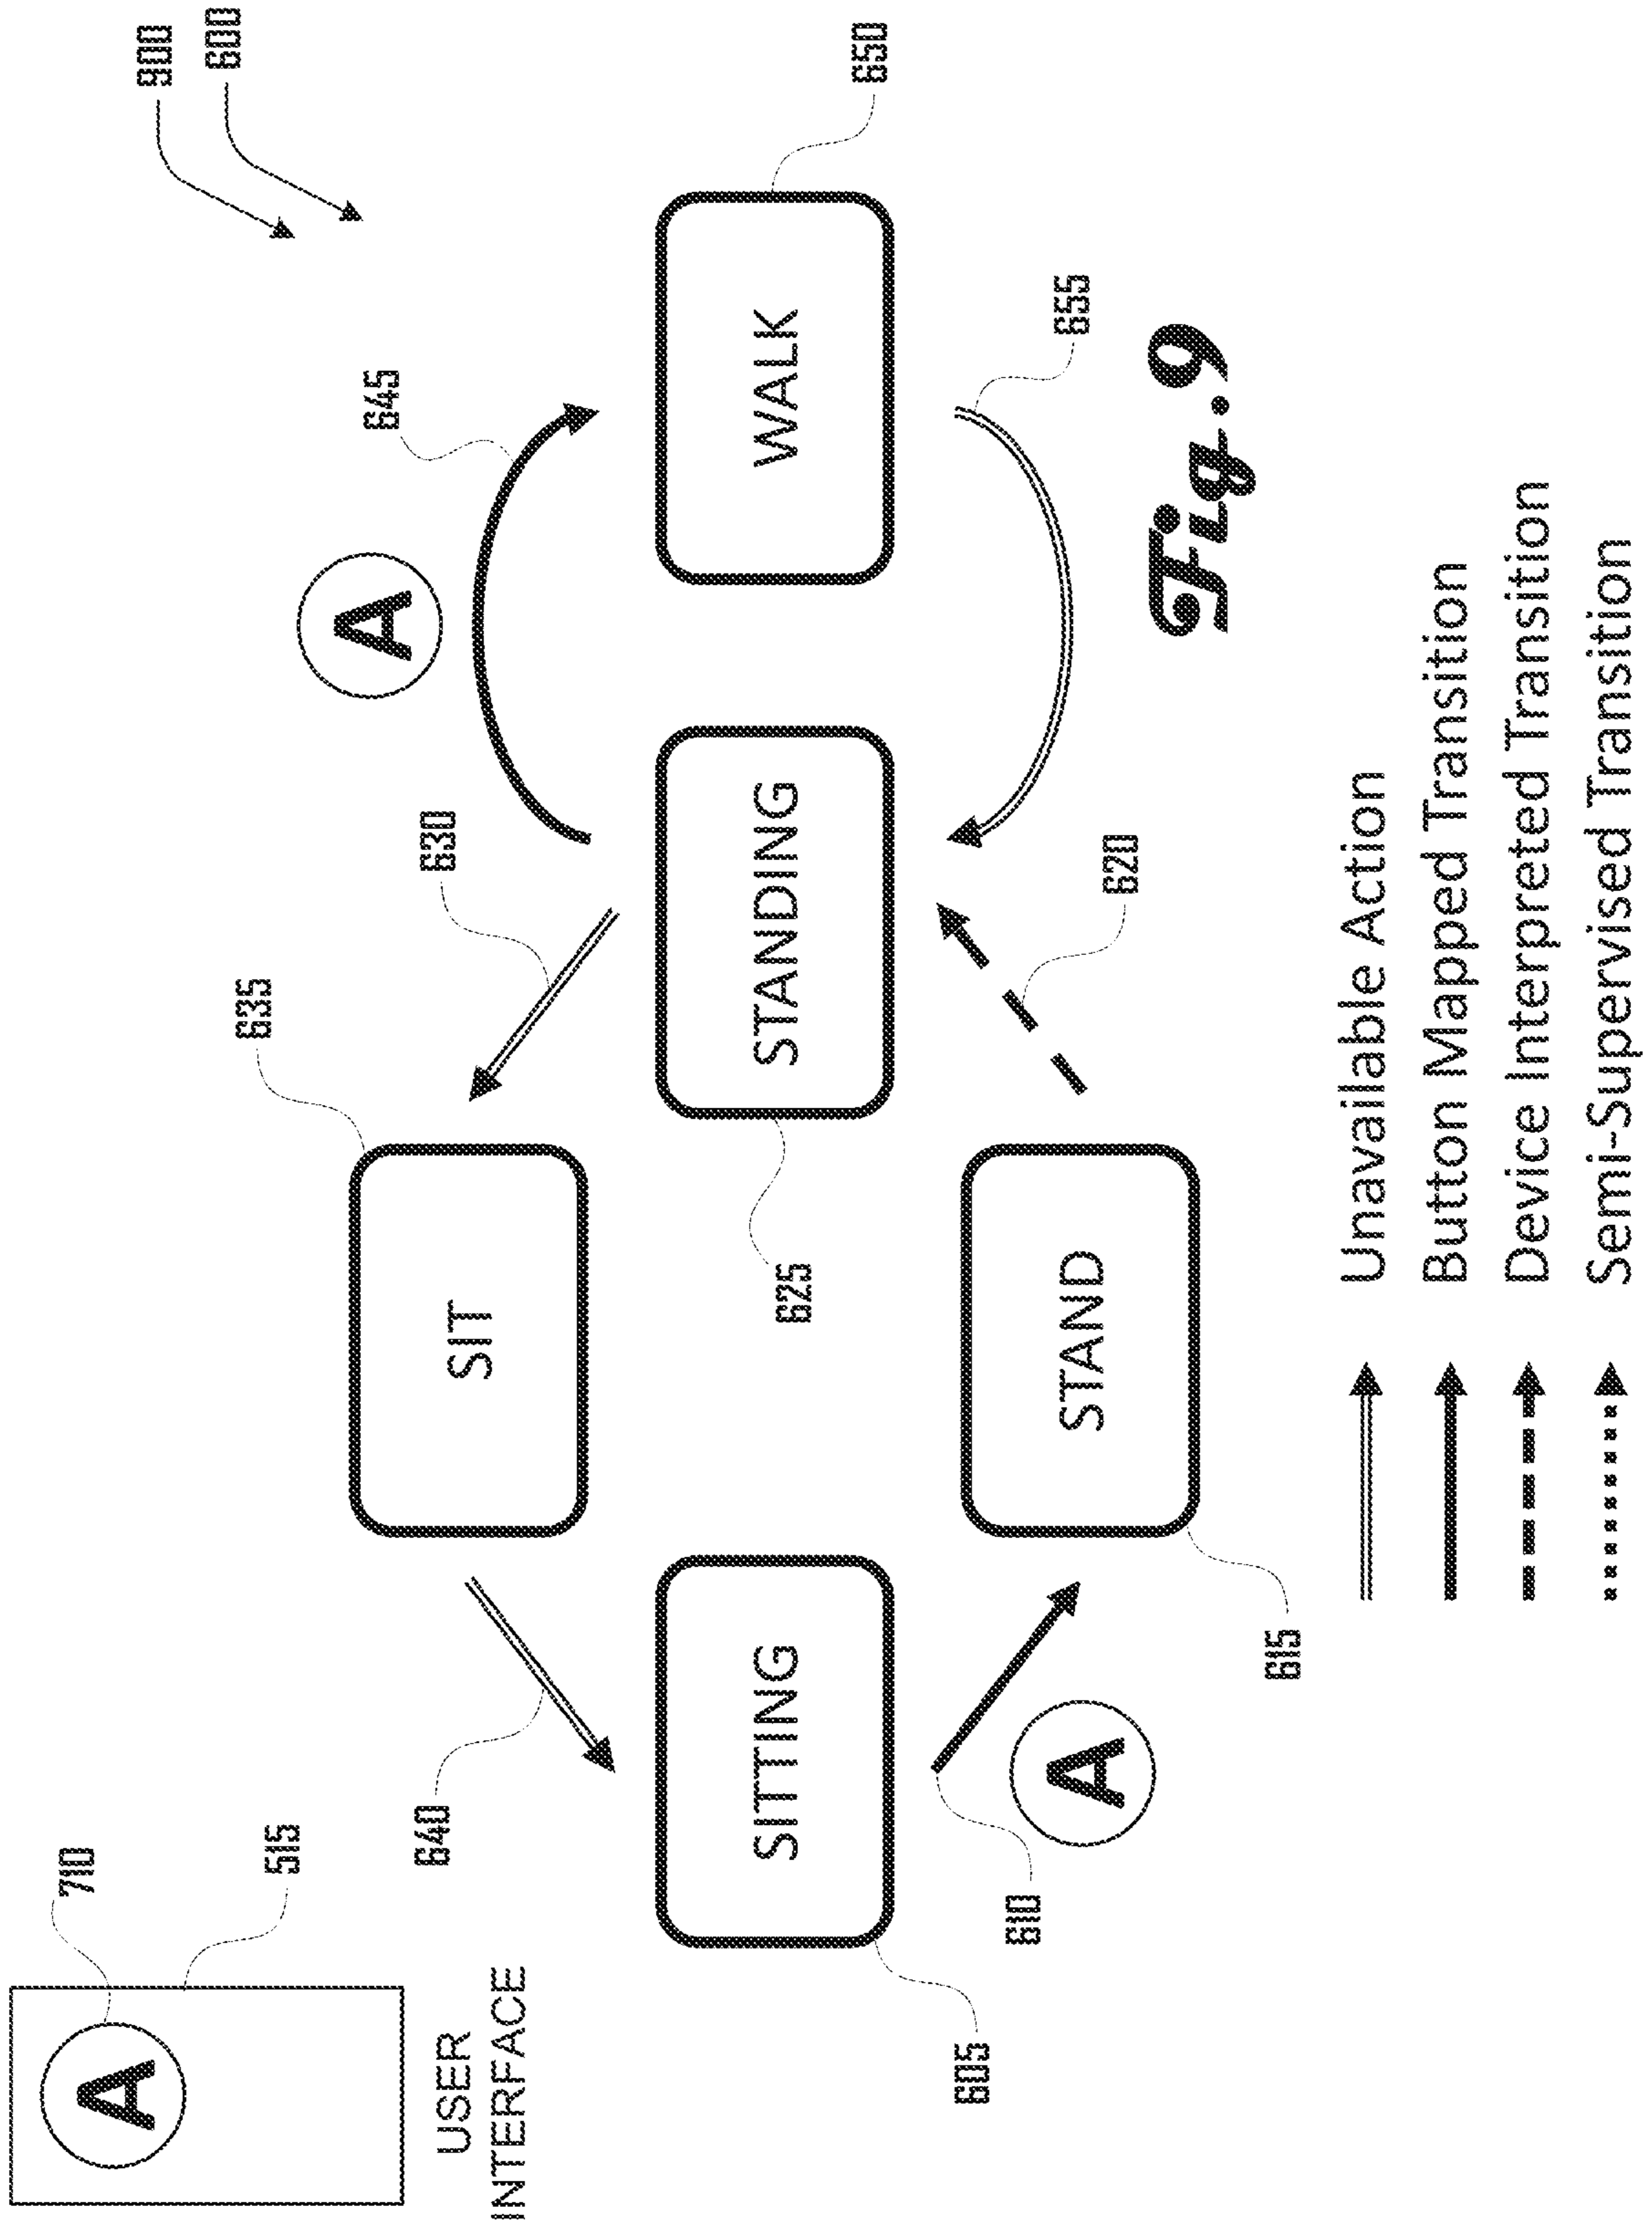 710
900
A
600
515
635
A
645
640
630
USER
INTERFACE
SIT
SITTING
STANDING
WALK
625
650
610
A
STAND
620
655
605
615
Fig.9
Unavailable Action
Button Mapped Transition
Device Interpreted Transition
Semi-Supervised Transition